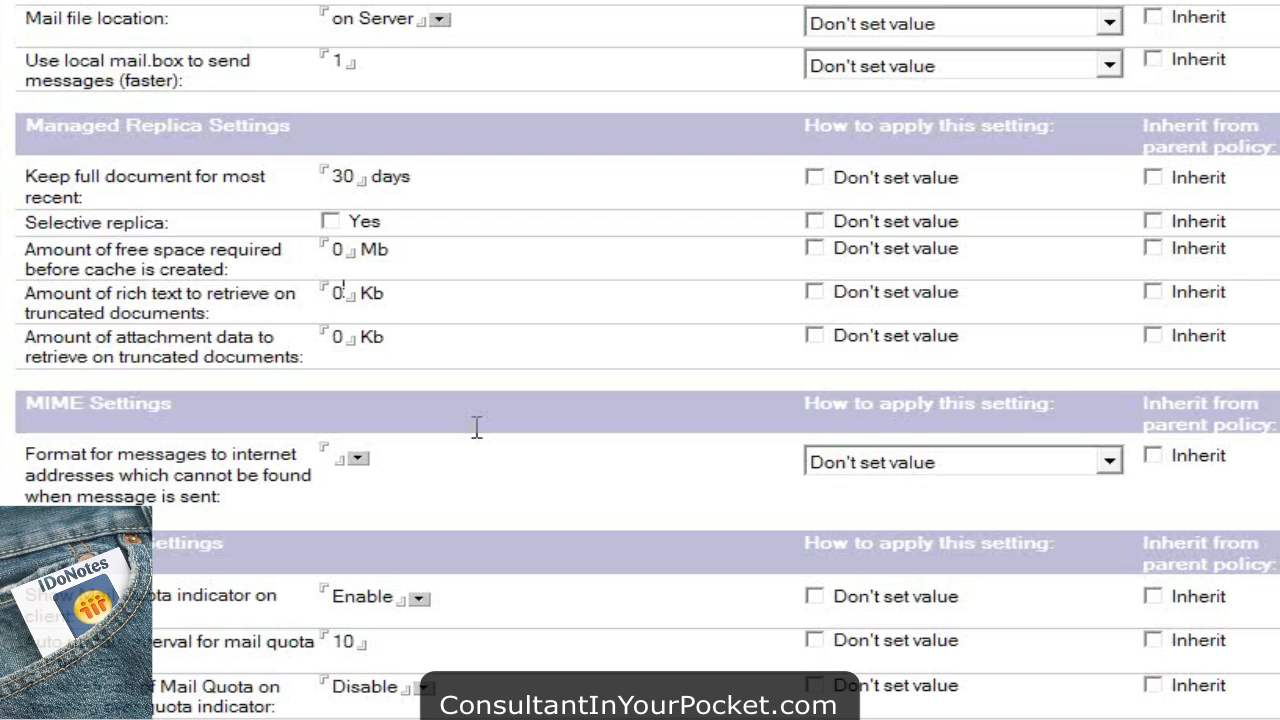 Mail file location: on Server Don't set value Inherit
Use local mail.box to send 1 Don't set value Inherit
messages (faster):
Managed Replica Settings How to apply this setting: Inherit from
parent policy:
Keep full document for most 30 days Don't set value Inherit
recent:
Selective replica: Yes Don't set value Inherit
Amount of free space required 0 Mb Don't set value Inherit
before cache is created:
Amount of rich text to retrieve on 0 Kb Don't set value Inherit
truncated documents:
Amount of attachment data to 0 Kb Don't set value Inherit
retrieve on truncated documents:
MIME Settings How to apply this setting: Inherit from
parent policy:
Format for messages to internet Don't set value Inherit
addresses which cannot be found
when message is sent:
Settings How to apply this setting: Inherit from
parent policy:
indicator on Enable Don't set value Inherit
client
for mail quota 10 Don't set value Inherit
Mail Quota on Disable Don't set value Inherit
indicator:
IDoNotes
ConsultantInYourPocket.com